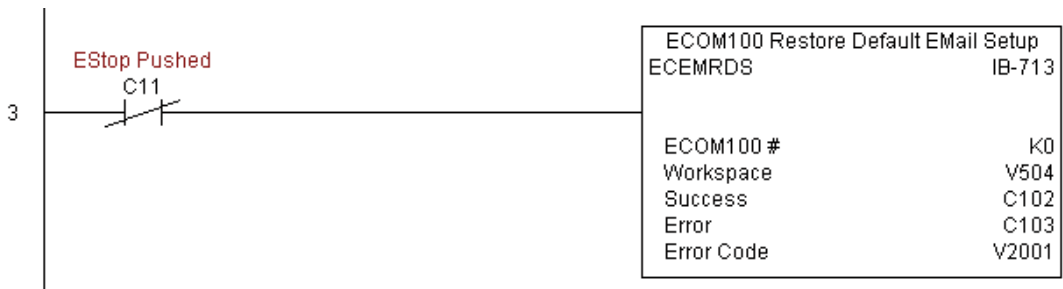 ECOM100 Restore Default EMail Setup
EStop Pushed
ECEMRDS IB-713
C11
3
ECOM100 # K0
Workspace V504
Success C102
Error C103
Error Code V2001